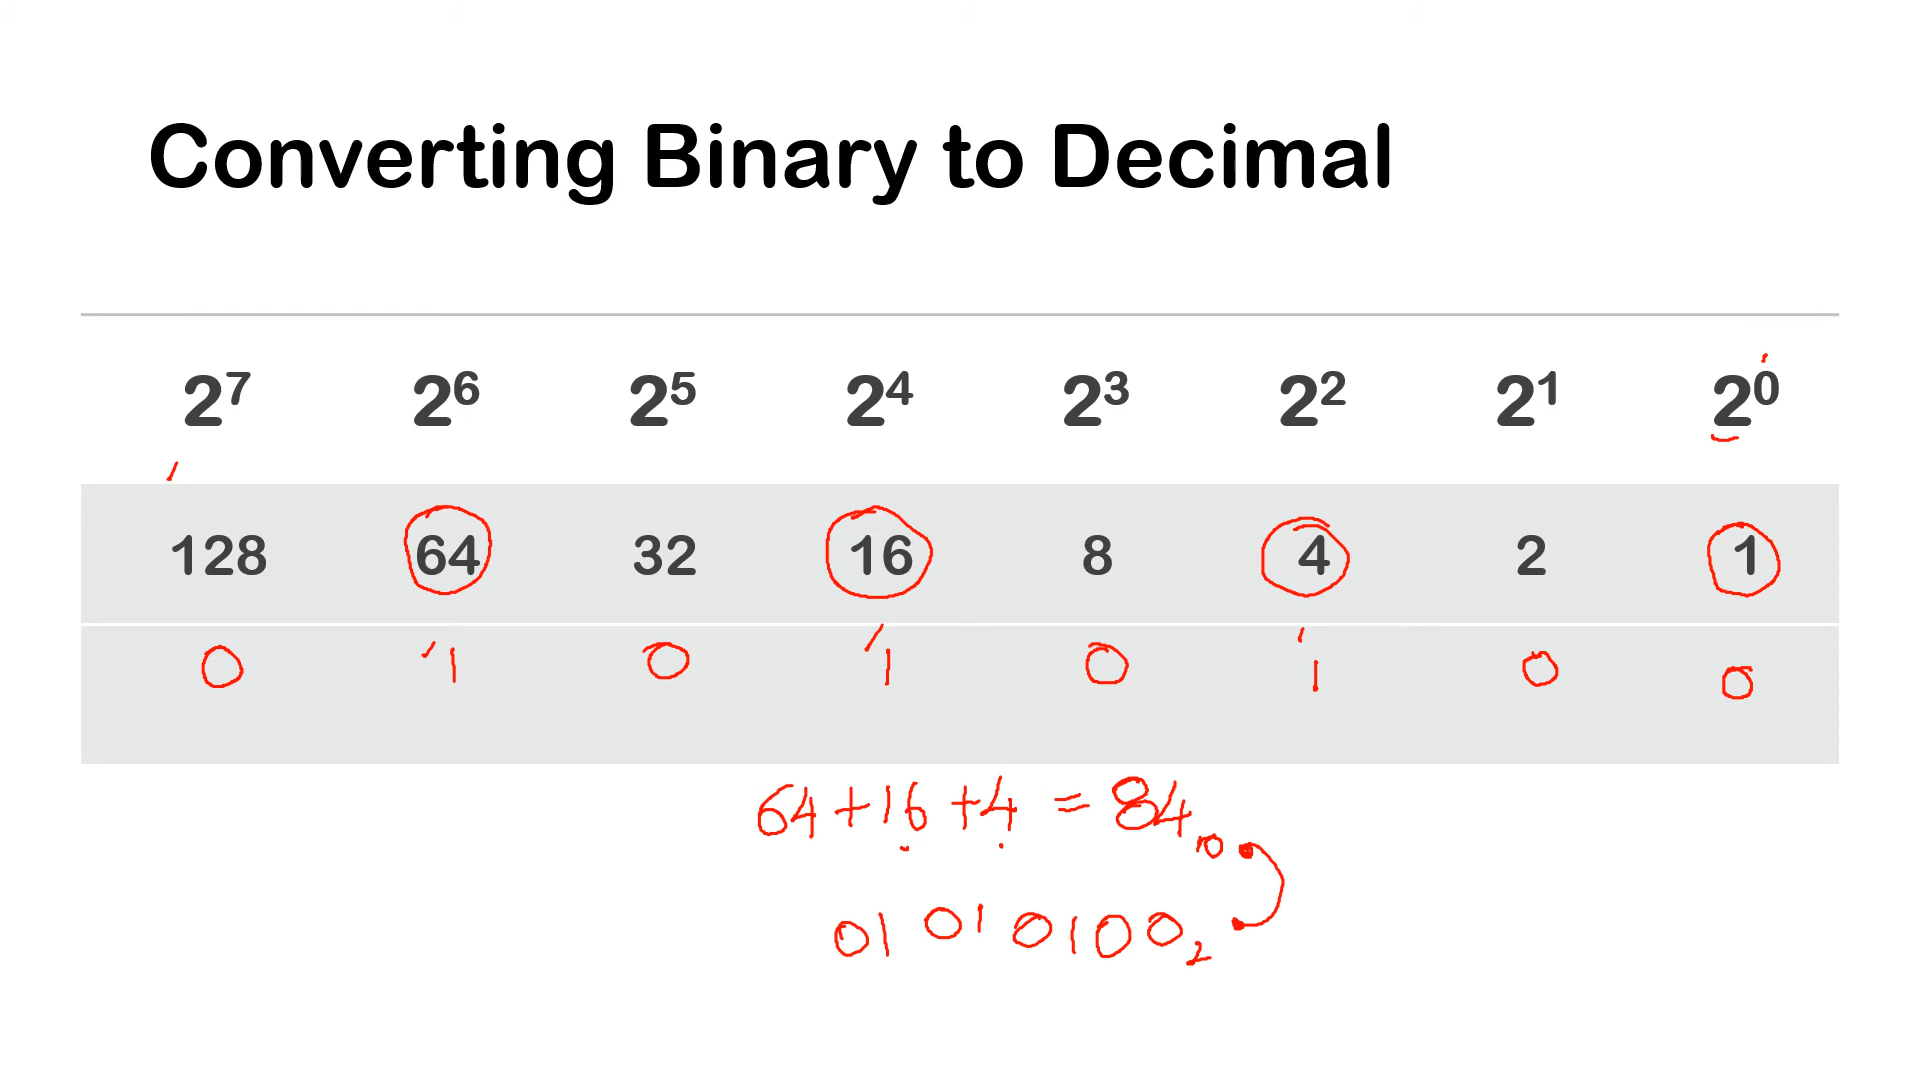 Converting Binary to Decimal
2⁷ 2⁶ 2⁵ 2⁴ 2³ 2² 2¹ 2⁰
128 64 32 16 8 4 2 1
0 1 0 1 0 1 0 0
64+16+4 = 84₁₀
01010100₂